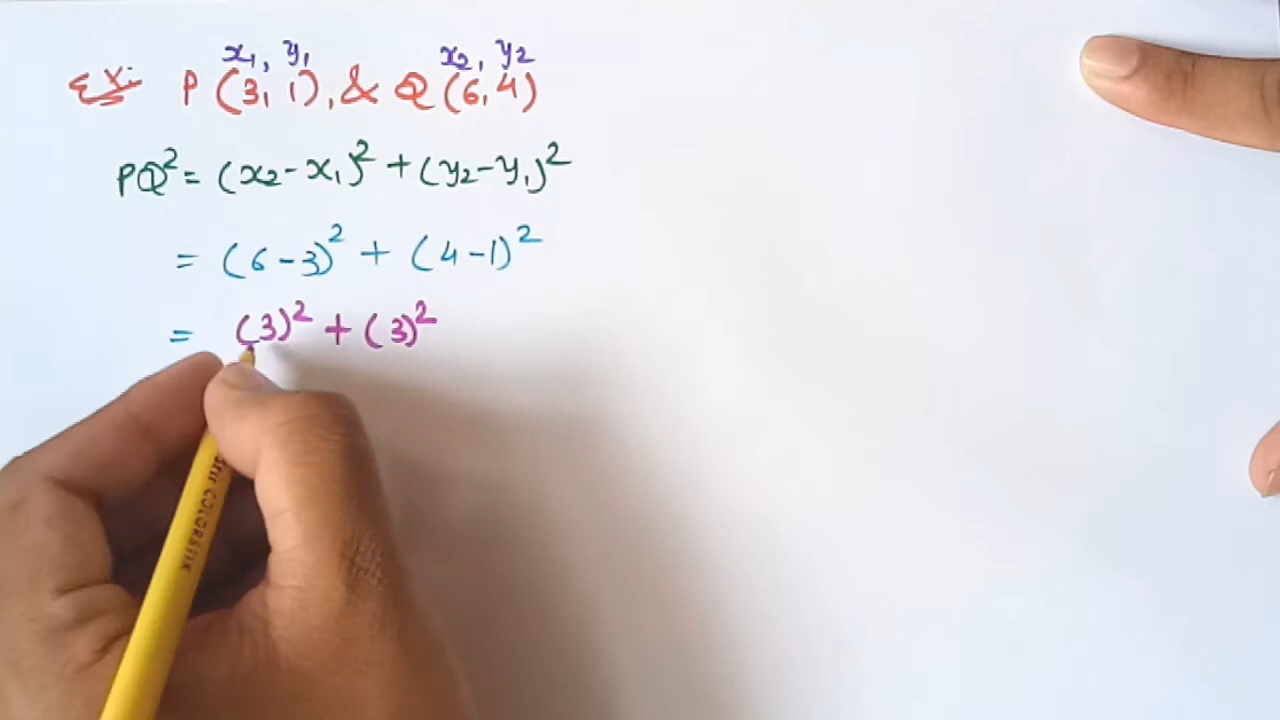 x₁, y₁ x₂, y₂
Ex: P (3, 1), & Q (6, 4)
PQ² = (x₂ - x₁)² + (y₂ - y₁)²
= (6 - 3)² + (4 - 1)²
= (3)² + (3)²